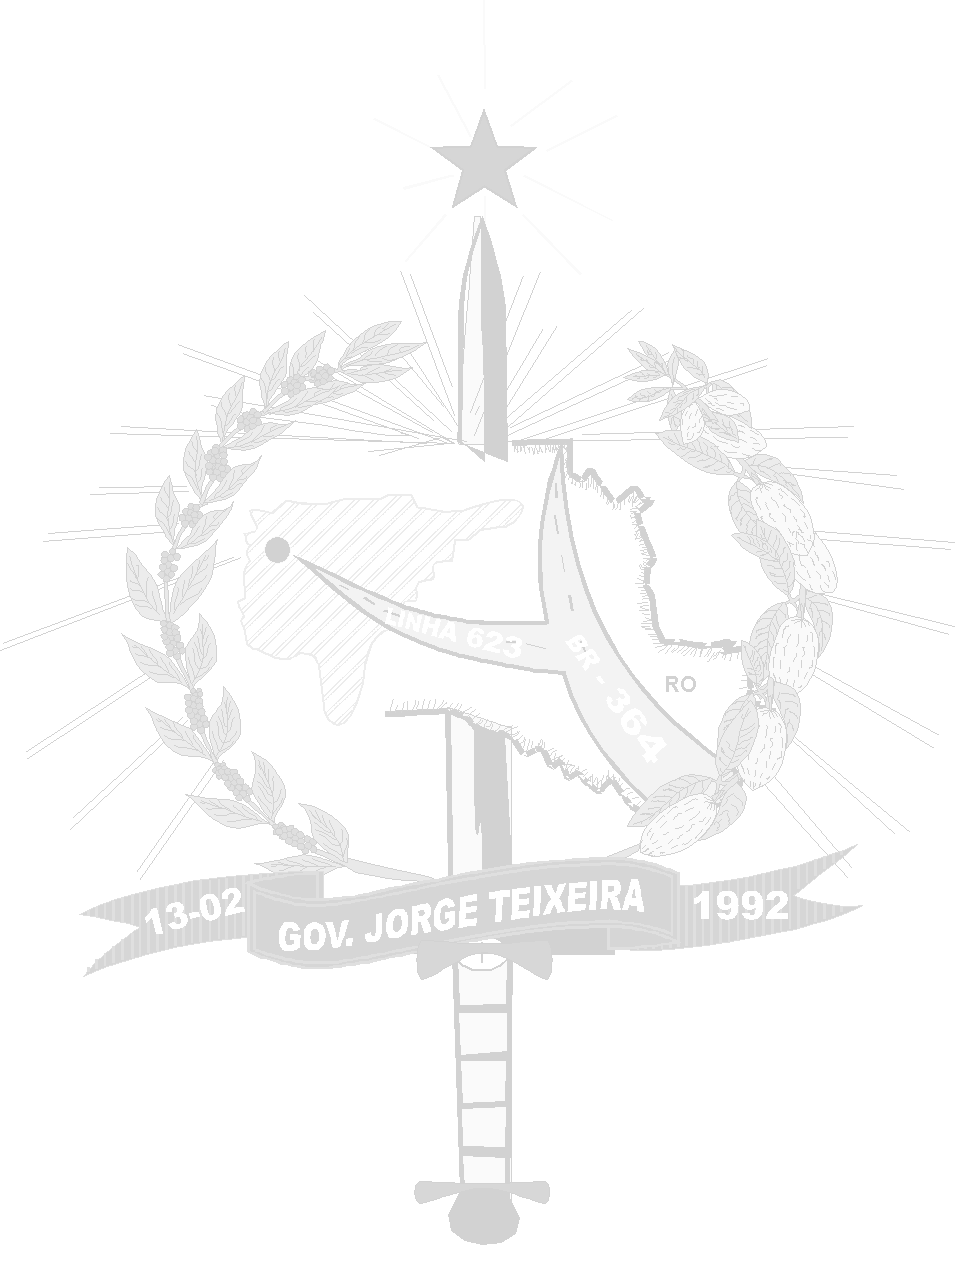 LINHA 623
BR - 364
RO
13-02
GOV. JORGE TEIXEIRA
1992